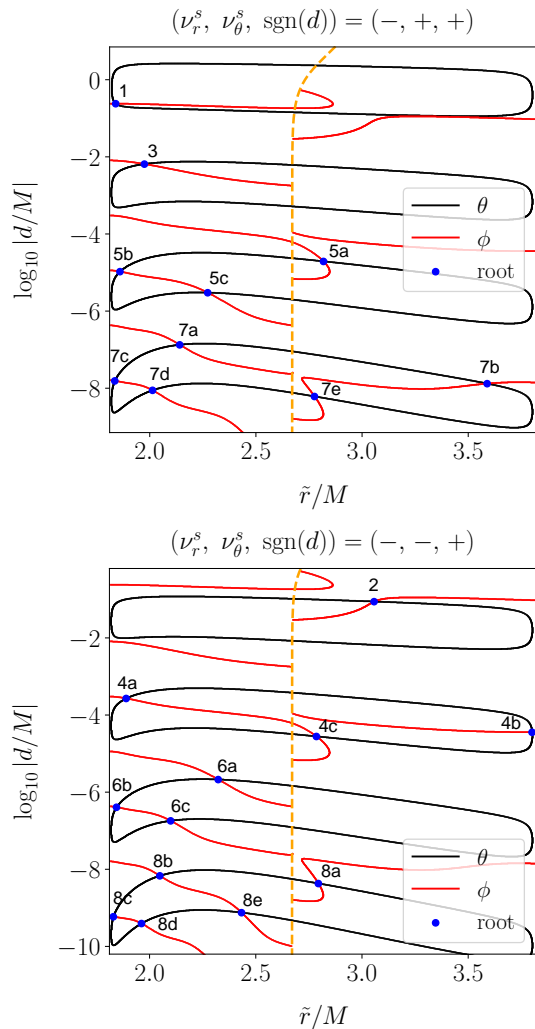 (ν_r^s, ν_θ^s, sgn(d)) = (−, +, +)
0
−2
−4
−6
−8
log₁₀ |d/M|
1
3
5a
5b
5c
7a
7b
7c
7d
7e
θ
ϕ
root
2.0 2.5 3.0 3.5
r̃/M
(ν_r^s, ν_θ^s, sgn(d)) = (−, −, +)
−2
−4
−6
−8
−10
log₁₀ |d/M|
2
4a
4b
4c
6a
6b
6c
8a
8b
8c
8d
8e
θ
ϕ
root
2.0 2.5 3.0 3.5
r̃/M